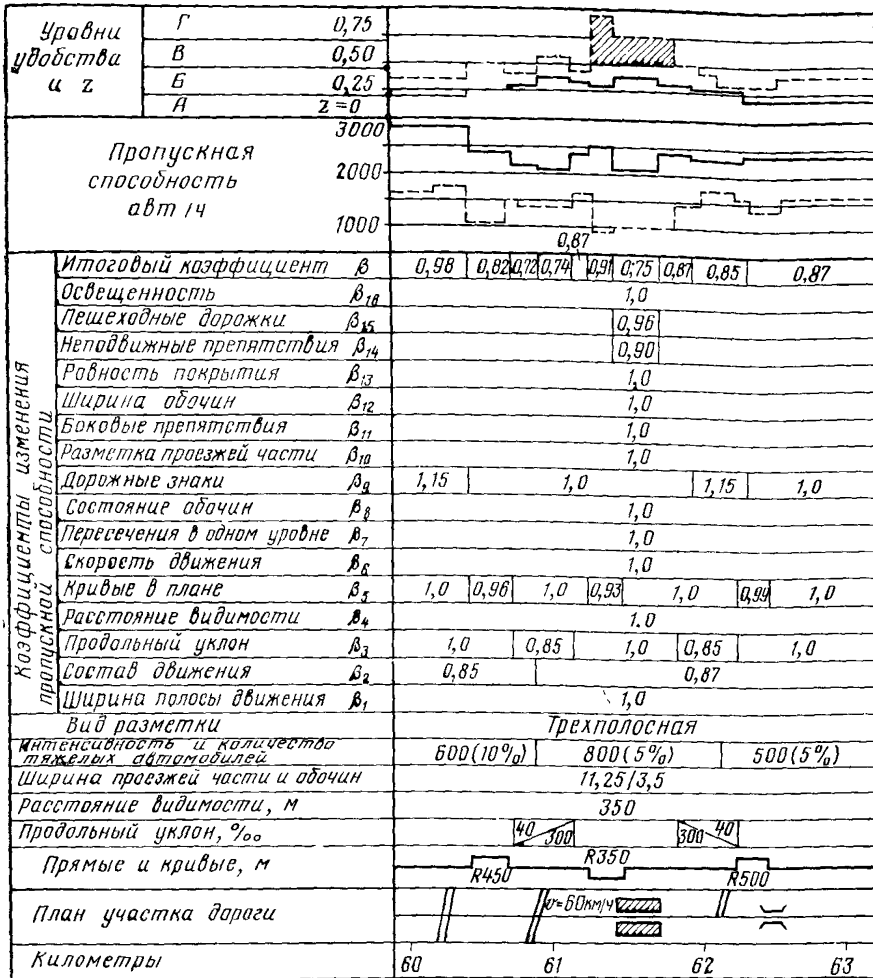 Уровни удобства и z
Г 0,75
В 0,50
Б 0,25
А z=0
Пропускная способность авт/ч
3000
2000
1000
0,87
Коэффициенты изменения пропускной способности
Итоговый коэффициент β 0,98 0,82 0,72 0,74 0,91 0,75 0,87 0,85 0,87
Освещенность β16 1,0
Пешеходные дорожки β15 0,96
Неподвижные препятствия β14 0,90
Ровность покрытия β13 1,0
Ширина обочин β12 1,0
Боковые препятствия β11 1,0
Разметка проезжей части β10 1,0
Дорожные знаки β9 1,15 1,0 1,15 1,0
Состояние обочин β8 1,0
Пересечения в одном уровне β7 1,0
Скорость движения β6 1,0
Кривые в плане β5 1,0 0,96 1,0 0,93 1,0 0,99 1,0
Расстояние видимости β4 1.0
Продольный уклон β3 1,0 0,85 1,0 0,85 1,0
Состав движения β2 0,85 0,87
Ширина полосы движения β1 1,0
Вид разметки Трехполосная
Интенсивность и количество тяжелых автомобилей 600(10%) 800(5%) 500(5%)
Ширина проезжей части и обочин 11,25/3,5
Расстояние видимости, м 350
Продольный уклон, ‰ 40 300 300 40
Прямые и кривые, м R450 R350 R500
План участка дороги v=60км/ч
Километры 60 61 62 63